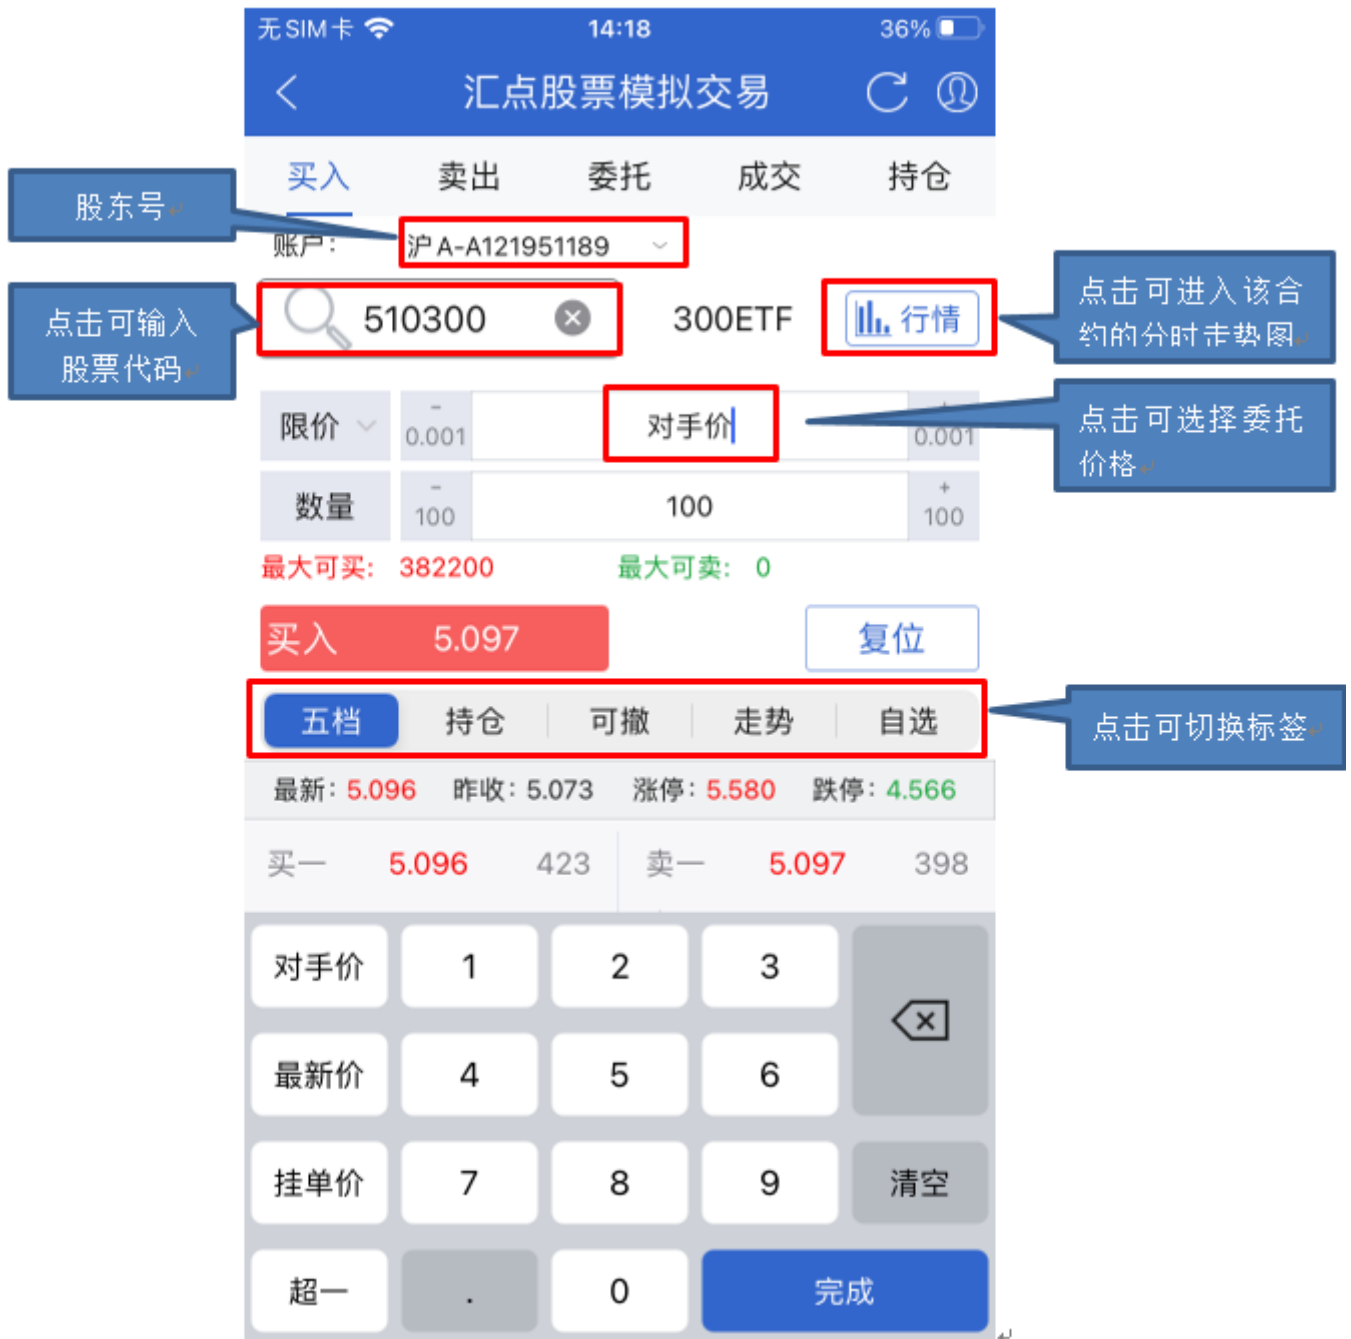 无SIM卡 14:18 36%
汇点股票模拟交易
买入 卖出 委托 成交 持仓
股东号
账户: 沪A-A121951189
点击可输入
股票代码
510300 300ETF 行情
点击可进入该合
约的分时走势图
限价 - 0.001 对手价 + 0.001
点击可选择委托
价格
数量 - 100 100 + 100
最大可买: 382200 最大可卖: 0
买入 5.097 复位
五档 持仓 可撤 走势 自选
点击可切换标签
最新: 5.096 昨收: 5.073 涨停: 5.580 跌停: 4.566
买一 5.096 423 卖一 5.097 398
对手价 1 2 3
最新价 4 5 6
挂单价 7 8 9 清空
超一 . 0 完成